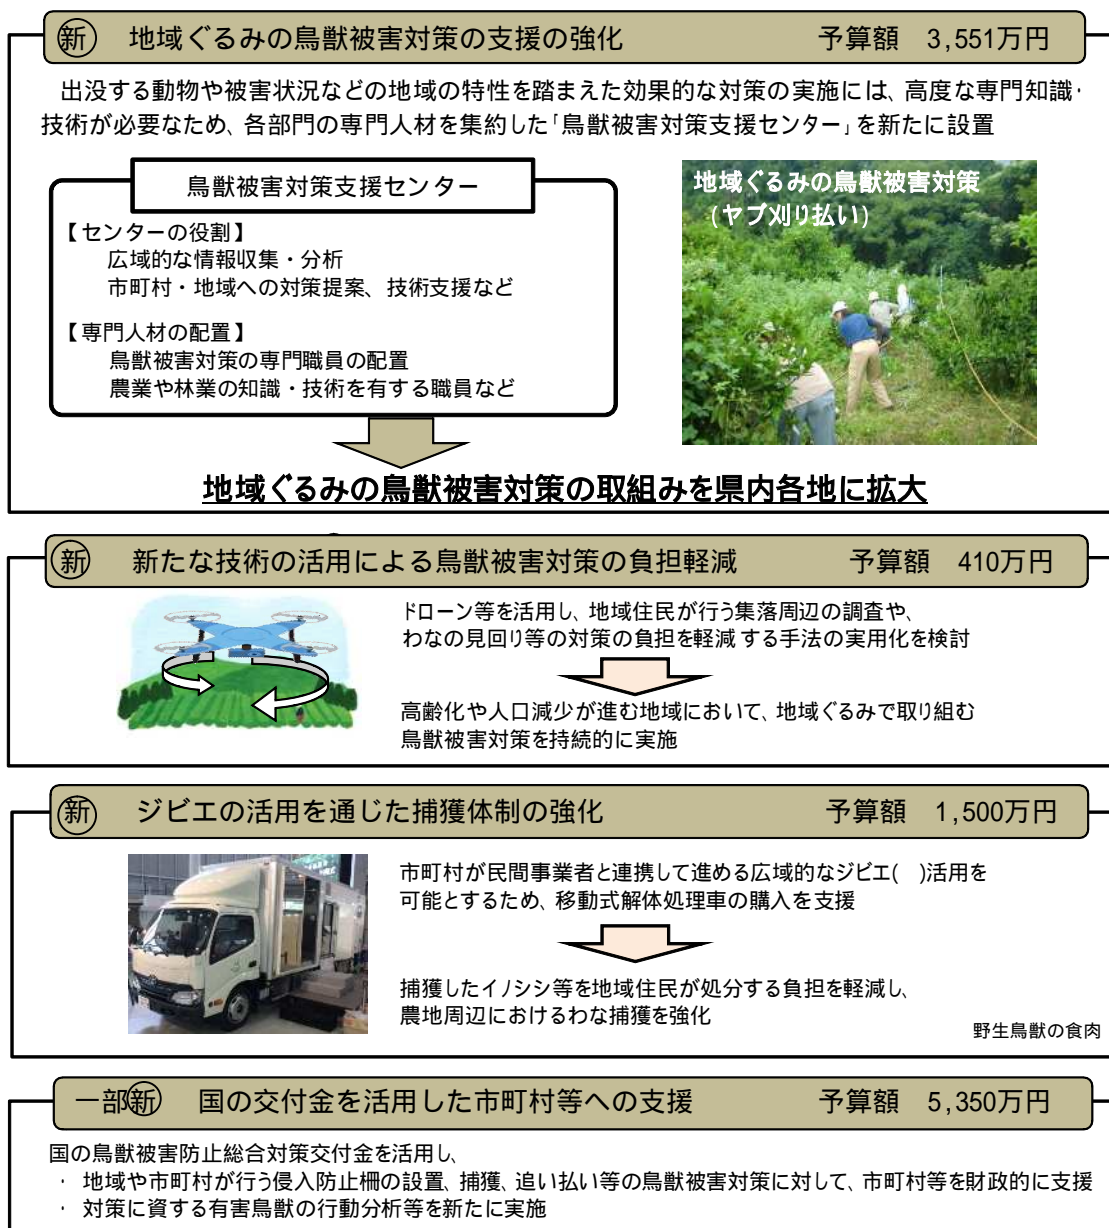 新 地域ぐるみの鳥獣被害対策の支援の強化 予算額 3,551万円
出没する動物や被害状況などの地域の特性を踏まえた効果的な対策の実施には、高度な専門知識・
技術が必要なため、各部門の専門人材を集約した「鳥獣被害対策支援センター」を新たに設置
鳥獣被害対策支援センター
【センターの役割】
広域的な情報収集・分析
市町村・地域への対策提案、技術支援など
【専門人材の配置】
鳥獣被害対策の専門職員の配置
農業や林業の知識・技術を有する職員など
地域ぐるみの鳥獣被害対策
(ヤブ刈り払い)
地域ぐるみの鳥獣被害対策の取組みを県内各地に拡大
新 新たな技術の活用による鳥獣被害対策の負担軽減 予算額 410万円
ドローン等を活用し、地域住民が行う集落周辺の調査や、
わなの見回り等の対策の負担を軽減する手法の実用化を検討
高齢化や人口減少が進む地域において、地域ぐるみで取り組む
鳥獣被害対策を持続的に実施
新 ジビエの活用を通じた捕獲体制の強化 予算額 1,500万円
市町村が民間事業者と連携して進める広域的なジビエ( )活用を
可能とするため、移動式解体処理車の購入を支援
捕獲したイノシシ等を地域住民が処分する負担を軽減し、
農地周辺におけるわな捕獲を強化
野生鳥獣の食肉
一部新 国の交付金を活用した市町村等への支援 予算額 5,350万円
国の鳥獣被害防止総合対策交付金を活用し、
・ 地域や市町村が行う侵入防止柵の設置、捕獲、追い払い等の鳥獣被害対策に対して、市町村等を財政的に支援
・ 対策に資する有害鳥獣の行動分析等を新たに実施